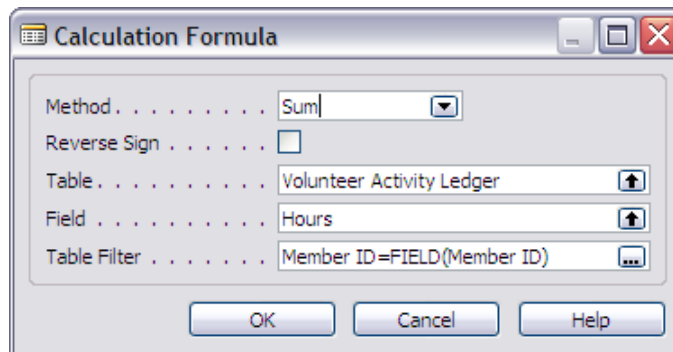 Calculation Formula
Method . . . . . . . . . Sum
Reverse Sign . . . . . .
Table . . . . . . . . . . Volunteer Activity Ledger
Field . . . . . . . . . . Hours
Table Filter . . . . . . . Member ID=FIELD(Member ID) ...
OK Cancel Help